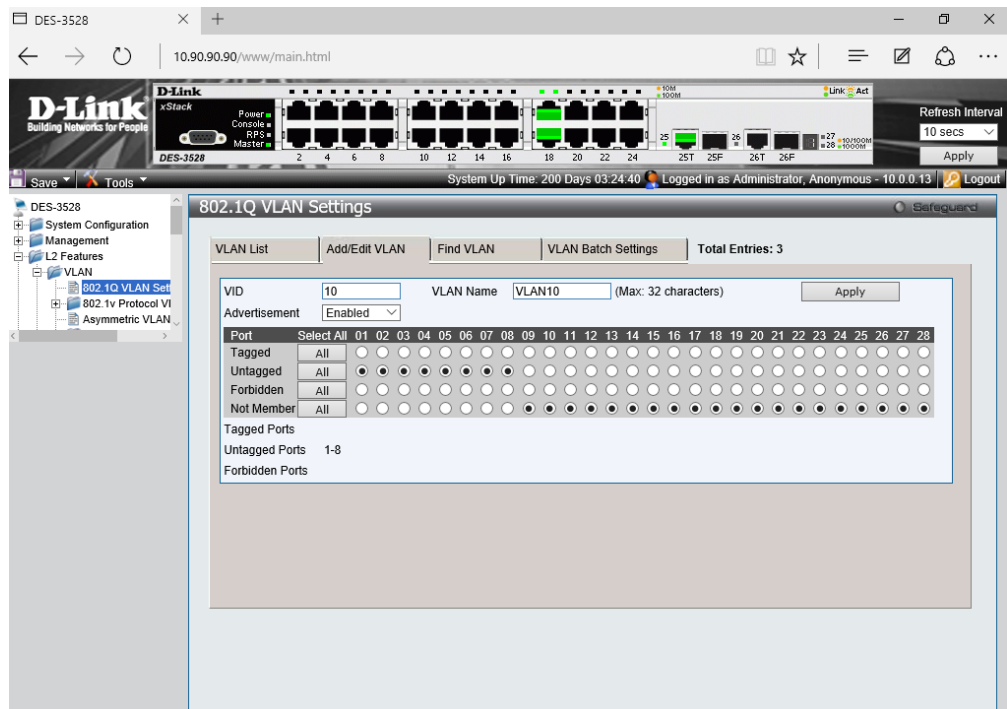 DES-3528
10.90.90.90/www/main.html
D-Link
Building Networks for People
D-Link
xStack
Power
Console
RPS
Master
DES-3528
2 4 6 8 10 12 14 16 18 20 22 24 25T 25F 26T 26F
25
26
10M
100M
Link Act
27
28
10/100M
1000M
Refresh Interval
10 secs
Apply
Save
Tools
System Up Time: 200 Days 03:24:40
Logged in as Administrator, Anonymous - 10.0.0.13
Logout
DES-3528
System Configuration
Management
L2 Features
VLAN
802.1Q VLAN Sett
802.1v Protocol Vl
Asymmetric VLAN
802.1Q VLAN Settings
Safeguard
VLAN List
Add/Edit VLAN
Find VLAN
VLAN Batch Settings
Total Entries: 3
VID 10 VLAN Name VLAN10 (Max: 32 characters) Apply
Advertisement Enabled
Port Select All 01 02 03 04 05 06 07 08 09 10 11 12 13 14 15 16 17 18 19 20 21 22 23 24 25 26 27 28
Tagged All
Untagged All
Forbidden All
Not Member All
Tagged Ports
Untagged Ports 1-8
Forbidden Ports